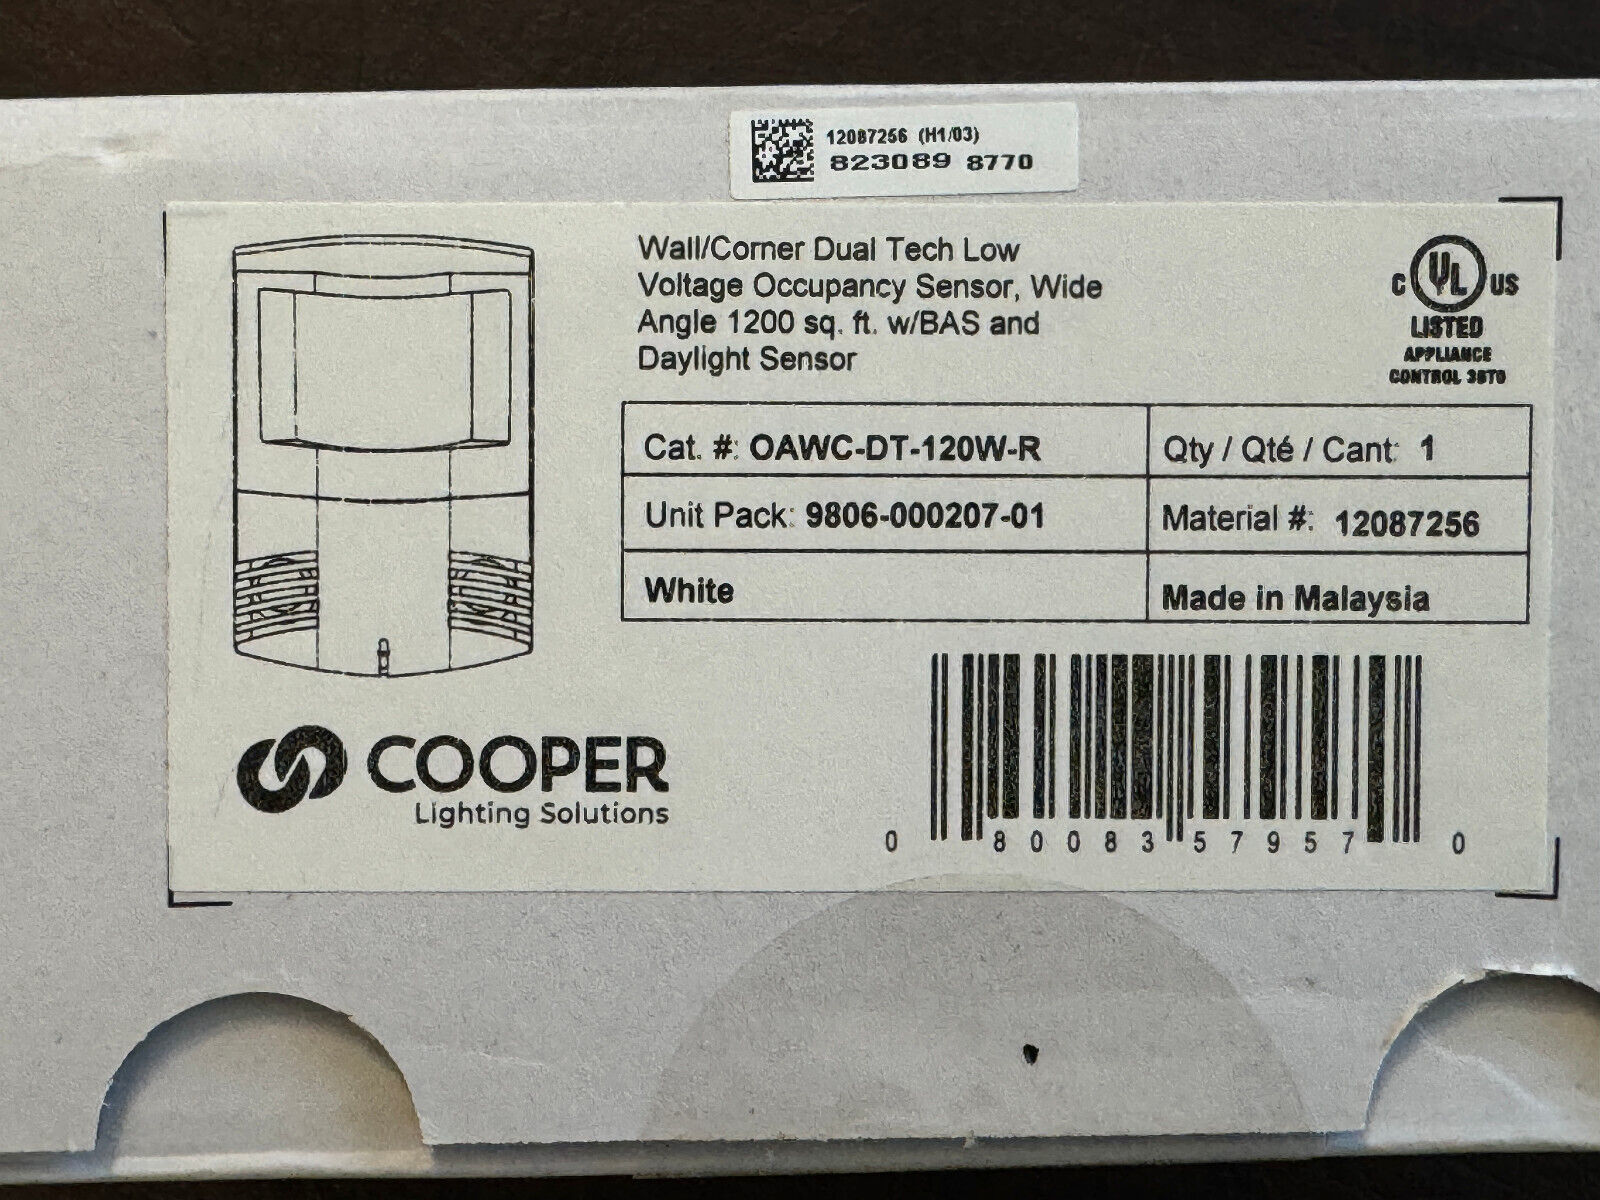 12087256 (H1/03)
823089 8770
Wall/Corner Dual Tech Low
Voltage Occupancy Sensor, Wide
Angle 1200 sq. ft. w/BAS and
Daylight Sensor
C UL US
LISTED
APPLIANCE
CONTROL 38T0
Cat. #: OAWC-DT-120W-R
Qty / Qté / Cant: 1
Unit Pack: 9806-000207-01
Material #: 12087256
White
Made in Malaysia
COOPER
Lighting Solutions
0 80083 57957 0